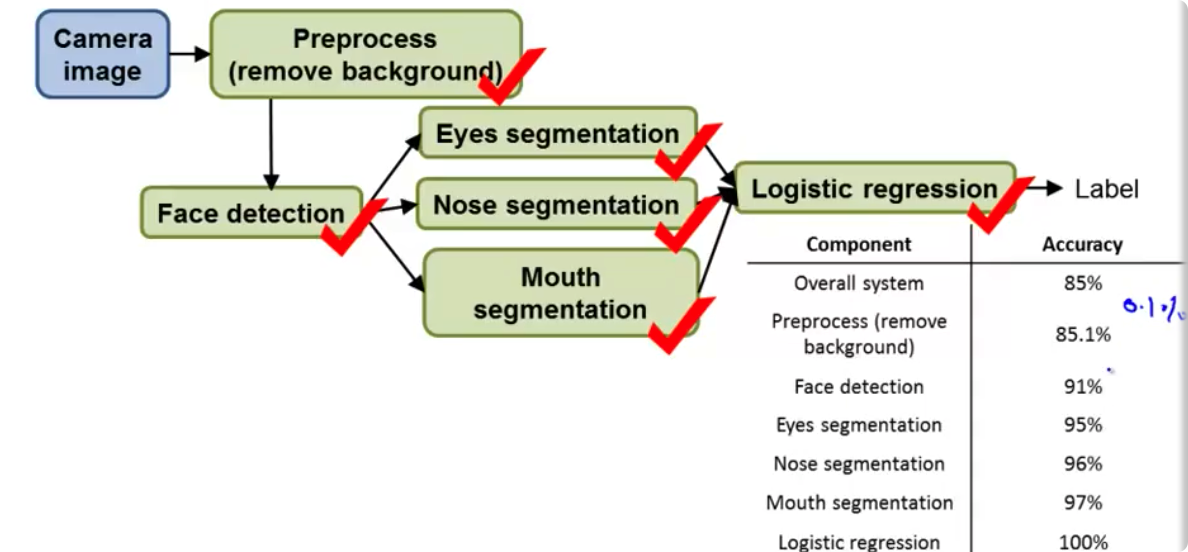 Camera
image
Preprocess
(remove background)
Eyes segmentation
Face detection
Nose segmentation
Mouth
segmentation
Logistic regression
Label
Component Accuracy
Overall system 85%
0.1%
Preprocess (remove
background) 85.1%
Face detection 91%
Eyes segmentation 95%
Nose segmentation 96%
Mouth segmentation 97%
Logistic regression 100%